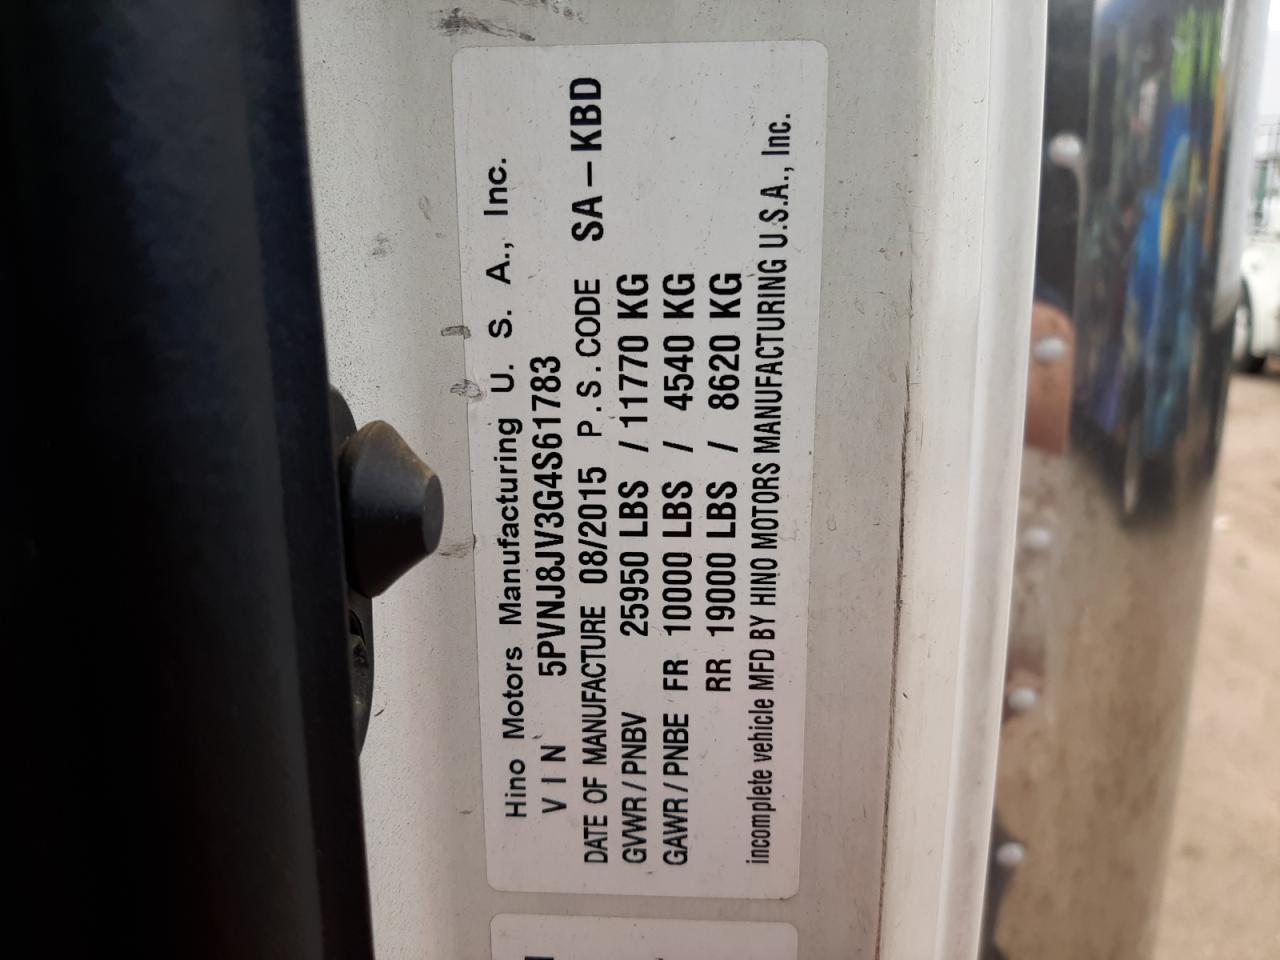 Hino Motors Manufacturing U. S. A., Inc.
VIN 5PVNJ8JV3G4S61783
DATE OF MANUFACTURE 08/2015 P.S.CODE SA-KBD
GVWR/PNBV 25950 LBS / 11770 KG
GAWR/PNBE FR 10000 LBS / 4540 KG
RR 19000 LBS / 8620 KG
incomplete vehicle MFD BY HINO MOTORS MANUFACTURING U.S.A., Inc.